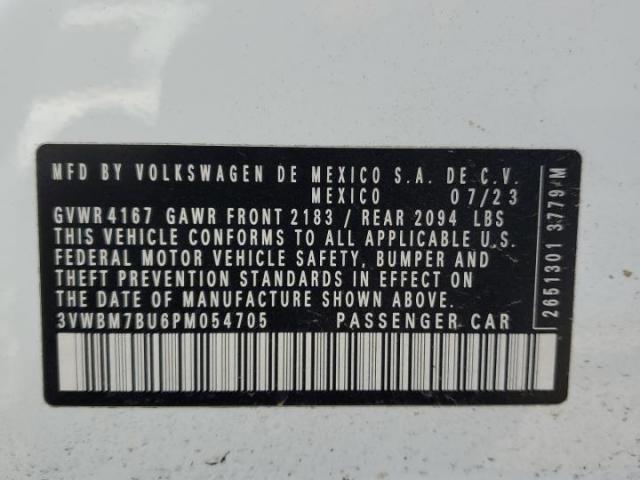 MFD BY VOLKSWAGEN DE MEXICO S.A. DE C.V.
MEXICO 07/23
GVWR 4167 GAWR FRONT 2183 / REAR 2094 LBS
THIS VEHICLE CONFORMS TO ALL APPLICABLE U.S.
FEDERAL MOTOR VEHICLE SAFETY, BUMPER AND
THEFT PREVENTION STANDARDS IN EFFECT ON
THE DATE OF MANUFACTURE SHOWN ABOVE.
3VWBM7BU6PM054705 PASSENGER CAR
2651301 3779 M